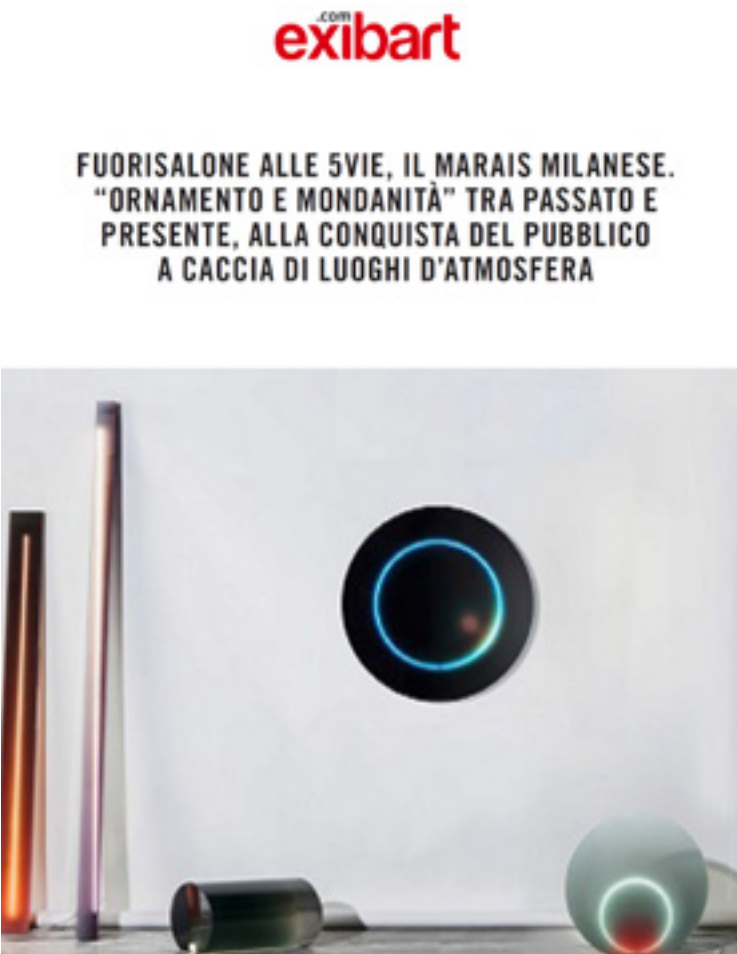 .com
exibart
FUORISALONE ALLE 5VIE, IL MARAIS MILANESE.
“ORNAMENTO E MONDANITÀ” TRA PASSATO E
PRESENTE, ALLA CONQUISTA DEL PUBBLICO
A CACCIA DI LUOGHI D’ATMOSFERA